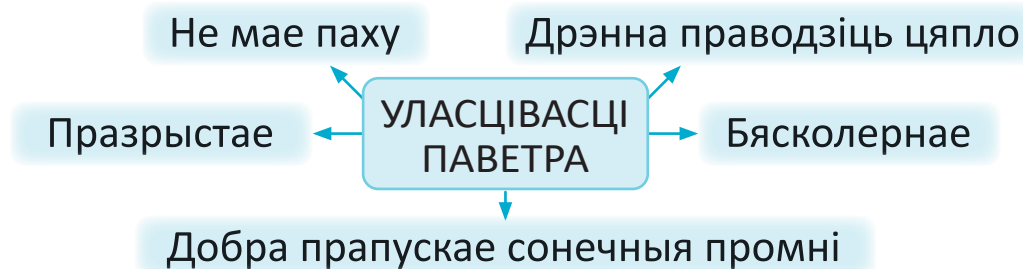 Не мае паху
Дрэнна праводзіць цяпло
Празрыстае
УЛАСЦІВАСЦІ
ПАВЕТРА
Бясколернае
Добра прапускае сонечныя промні